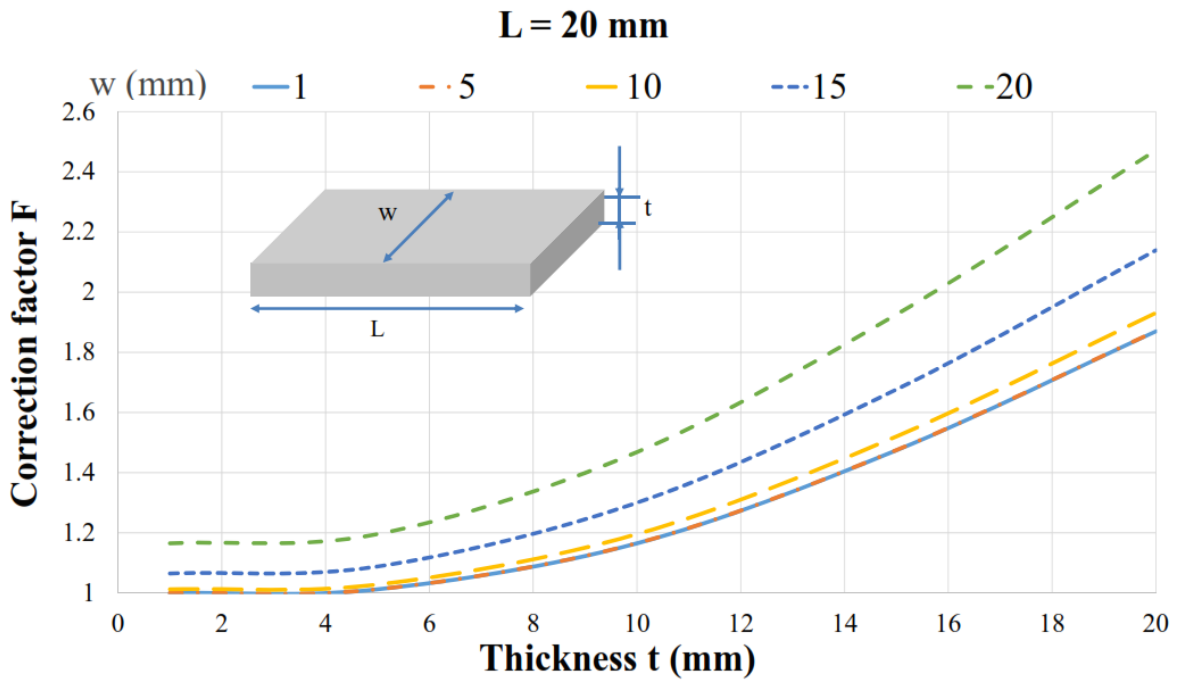 L = 20 mm
w (mm) 1 5 10 15 20
2.6
2.4
2.2
2
1.8
1.6
1.4
1.2
1
Correction factor F
w
t
L
0 2 4 6 8 10 12 14 16 18 20
Thickness t (mm)